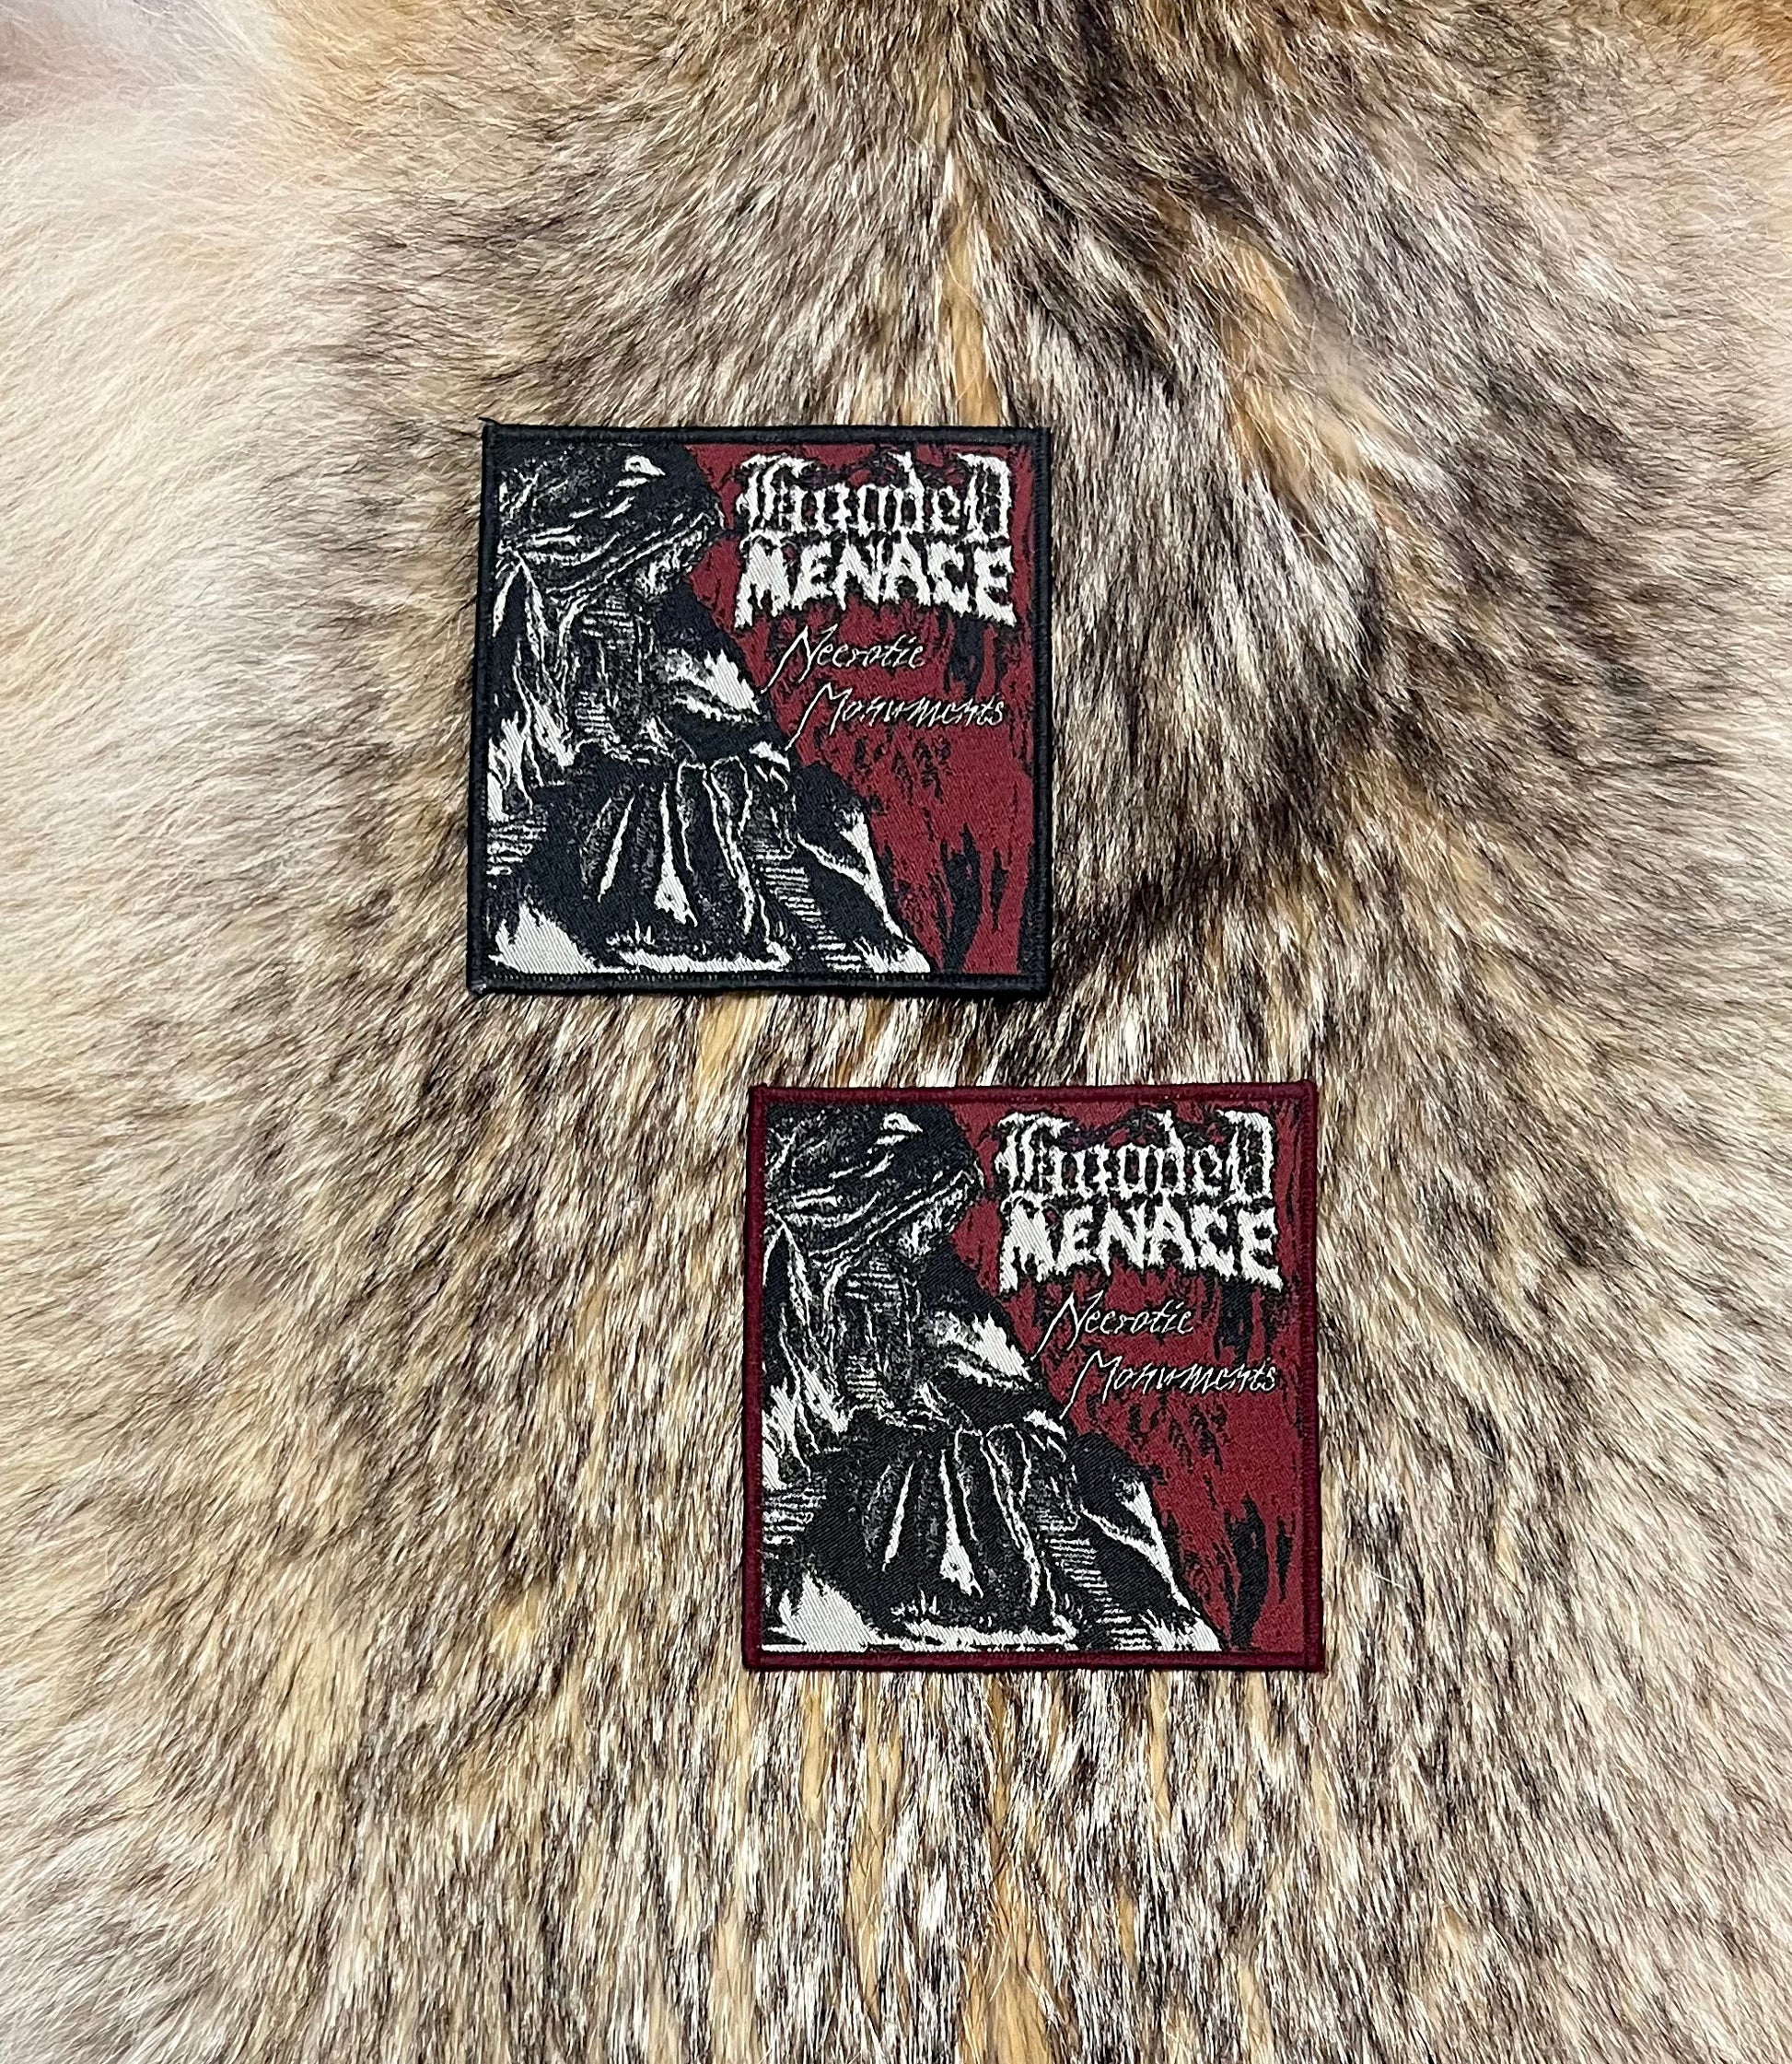 Hooded
MENACE
Necrotic
Monuments
Hooded
MENACE
Necrotic
Monuments